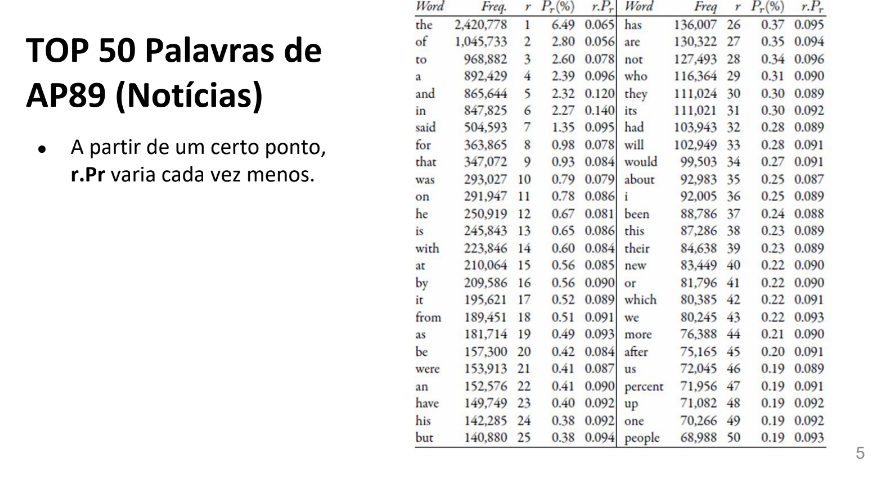 TOP 50 Palavras de
AP89 (Notícias)
● A partir de um certo ponto,
r.Pr varia cada vez menos.
Word Freq. r Pr(%) r.Pr Word Freq r Pr(%) r.Pr
the 2,420,778 1 6.49 0.065 has 136,007 26 0.37 0.095
of 1,045,733 2 2.80 0.056 are 130,322 27 0.35 0.094
to 968,882 3 2.60 0.078 not 127,493 28 0.34 0.096
a 892,429 4 2.39 0.096 who 116,364 29 0.31 0.090
and 865,644 5 2.32 0.120 they 111,024 30 0.30 0.089
in 847,825 6 2.27 0.140 its 111,021 31 0.30 0.092
said 504,593 7 1.35 0.095 had 103,943 32 0.28 0.089
for 363,865 8 0.98 0.078 will 102,949 33 0.28 0.091
that 347,072 9 0.93 0.084 would 99,503 34 0.27 0.091
was 293,027 10 0.79 0.079 about 92,983 35 0.25 0.087
on 291,947 11 0.78 0.086 i 92,005 36 0.25 0.089
he 250,919 12 0.67 0.081 been 88,786 37 0.24 0.088
is 245,843 13 0.65 0.086 this 87,286 38 0.23 0.089
with 223,846 14 0.60 0.084 their 84,638 39 0.23 0.089
at 210,064 15 0.56 0.085 new 83,449 40 0.22 0.090
by 209,586 16 0.56 0.090 or 81,796 41 0.22 0.090
it 195,621 17 0.52 0.089 which 80,385 42 0.22 0.091
from 189,451 18 0.51 0.091 we 80,245 43 0.22 0.093
as 181,714 19 0.49 0.093 more 76,388 44 0.21 0.090
be 157,300 20 0.42 0.084 after 75,165 45 0.20 0.091
were 153,913 21 0.41 0.087 us 72,045 46 0.19 0.089
an 152,576 22 0.41 0.090 percent 71,956 47 0.19 0.091
have 149,749 23 0.40 0.092 up 71,082 48 0.19 0.092
his 142,285 24 0.38 0.092 one 70,266 49 0.19 0.092
but 140,880 25 0.38 0.094 people 68,988 50 0.19 0.093
5